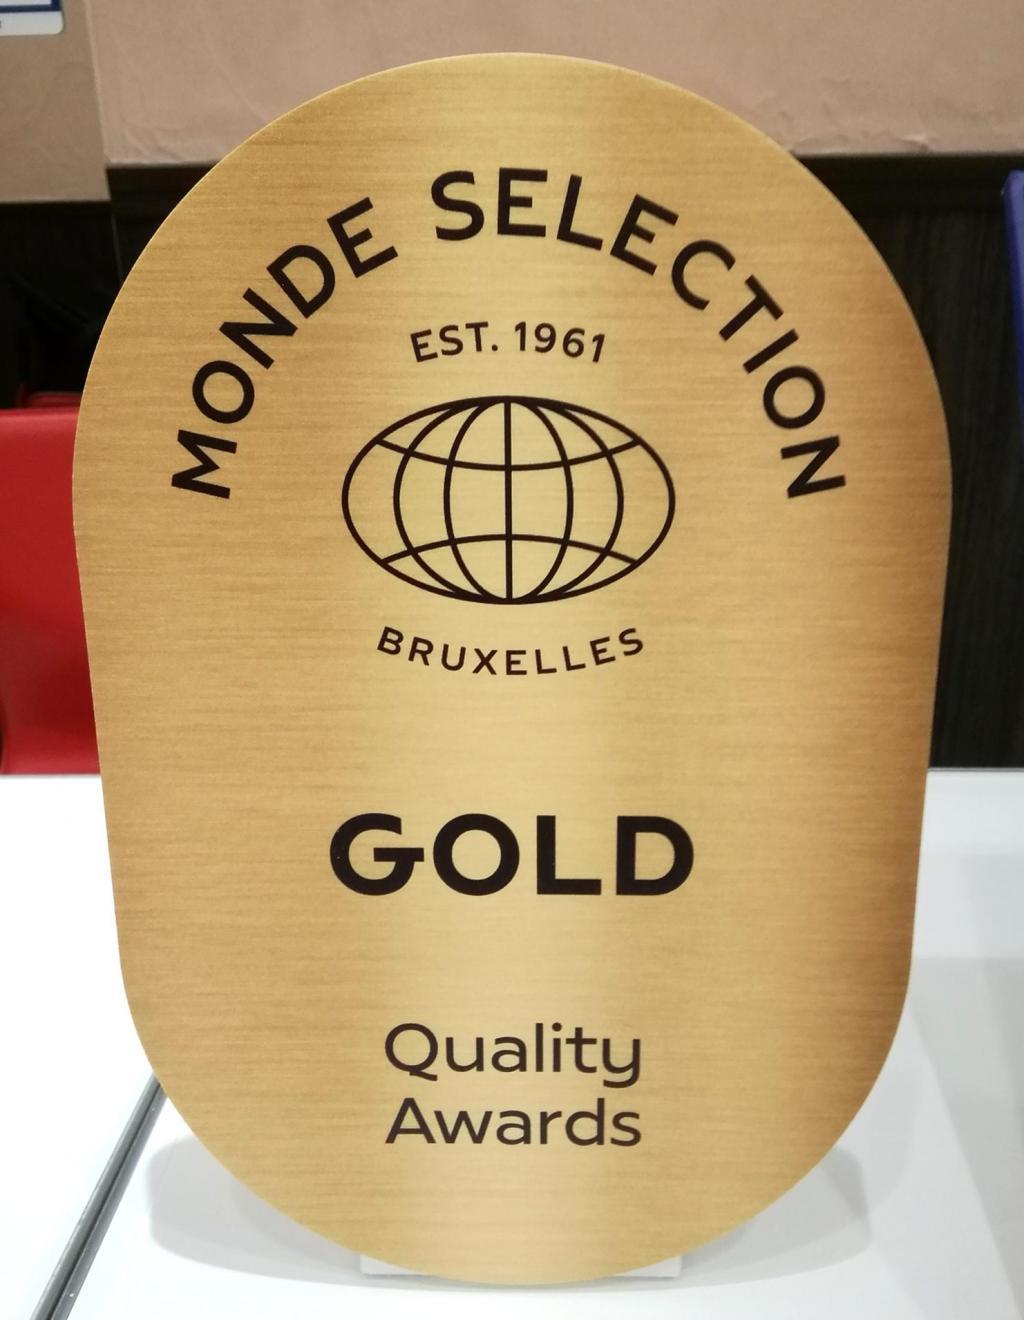 MONDE SELECTION
EST. 1961
BRUXELLES
GOLD
Quality
Awards